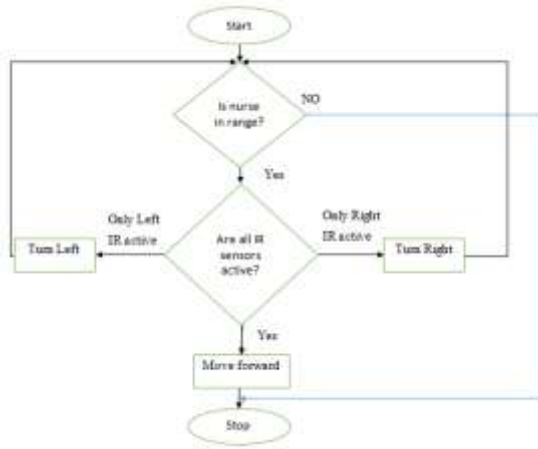 Start
Is nurse
in range?
NO
Yes
Only Left
IR active
Only Right
IR active
Are all IR
sensors
active?
Turn Left
Turn Right
Yes
Move forward
Stop